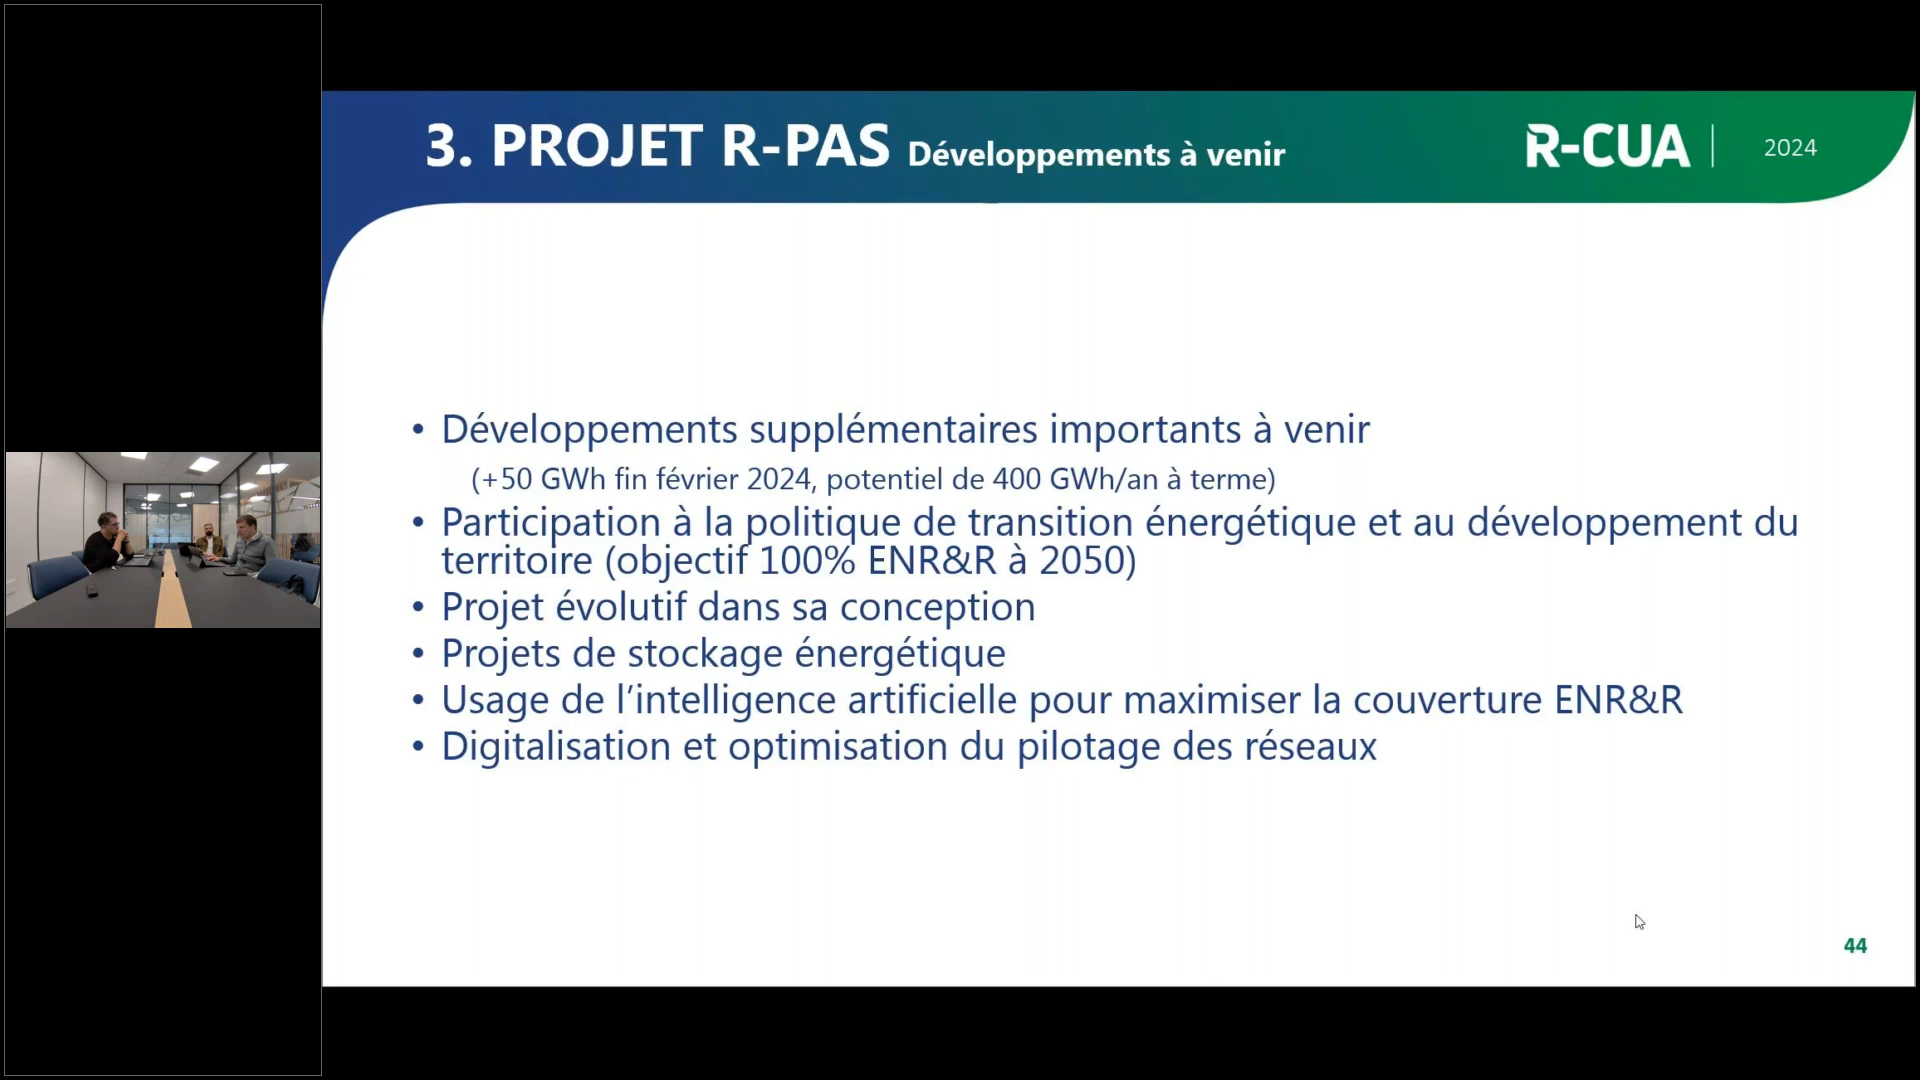 3. PROJET R-PAS Développements à venir
R-CUA
2024
• Développements supplémentaires importants à venir
(+50 GWh fin février 2024, potentiel de 400 GWh/an à terme)
• Participation à la politique de transition énergétique et au développement du
territoire (objectif 100% ENR&R à 2050)
• Projet évolutif dans sa conception
• Projets de stockage énergétique
• Usage de l’intelligence artificielle pour maximiser la couverture ENR&R
• Digitalisation et optimisation du pilotage des réseaux
44